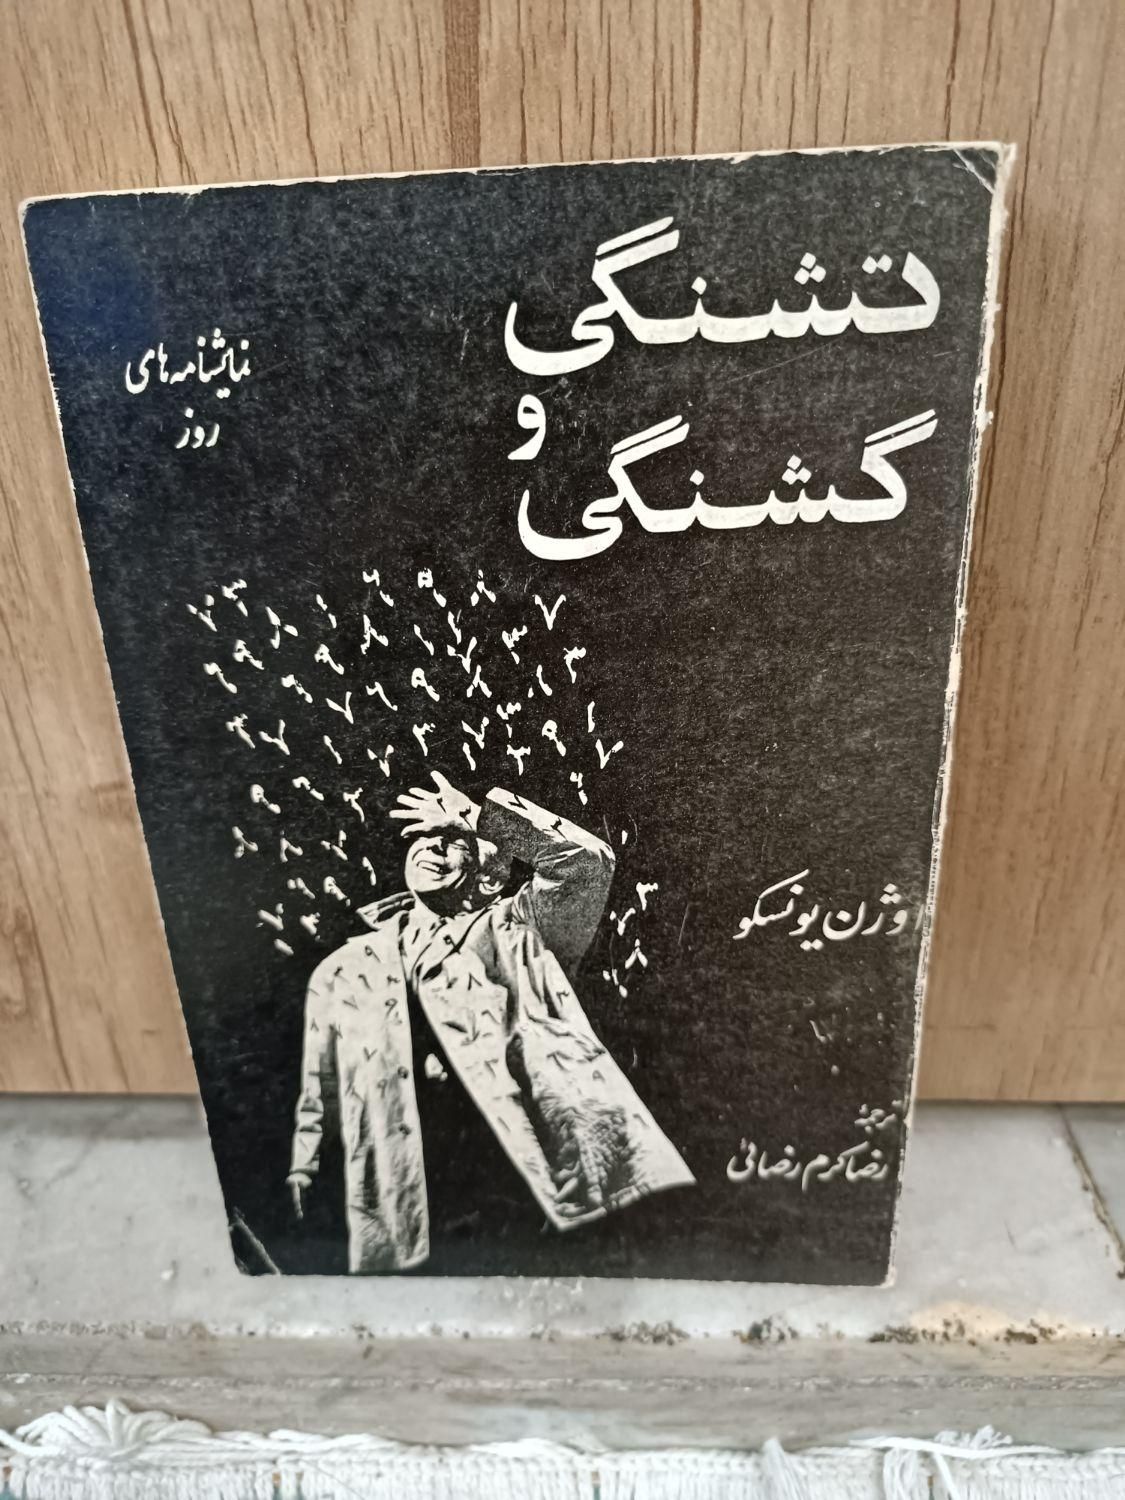 تشنگی
و
گشنگی
نمایشنامه‌های
روز
اوژن یونسکو
ترجمهٔ
رضا کرم رضائی